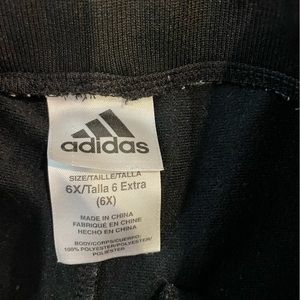 adidas
SIZE/TAILLE/TALLA
6X/Talla 6 Extra
(6X)
MADE IN CHINA
FABRIQUÉ EN CHINE
HECHO EN CHINA
BODY/CORPS/CUERPO:
100% POLYESTER/POLYESTER/
POLIESTER